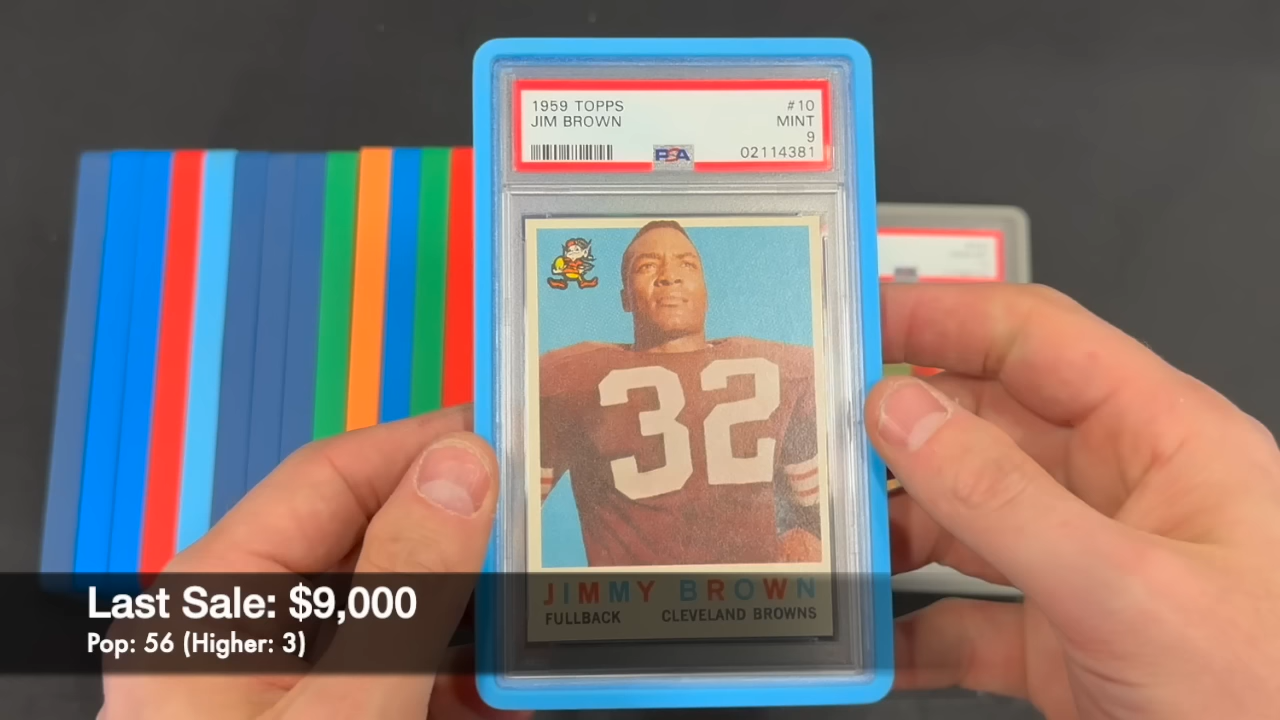 1959 TOPPS #10
JIM BROWN MINT
9
PSA 02114381
32
JIMMY BROWN
FULLBACK CLEVELAND BROWNS
Last Sale: $9,000
Pop: 56 (Higher: 3)